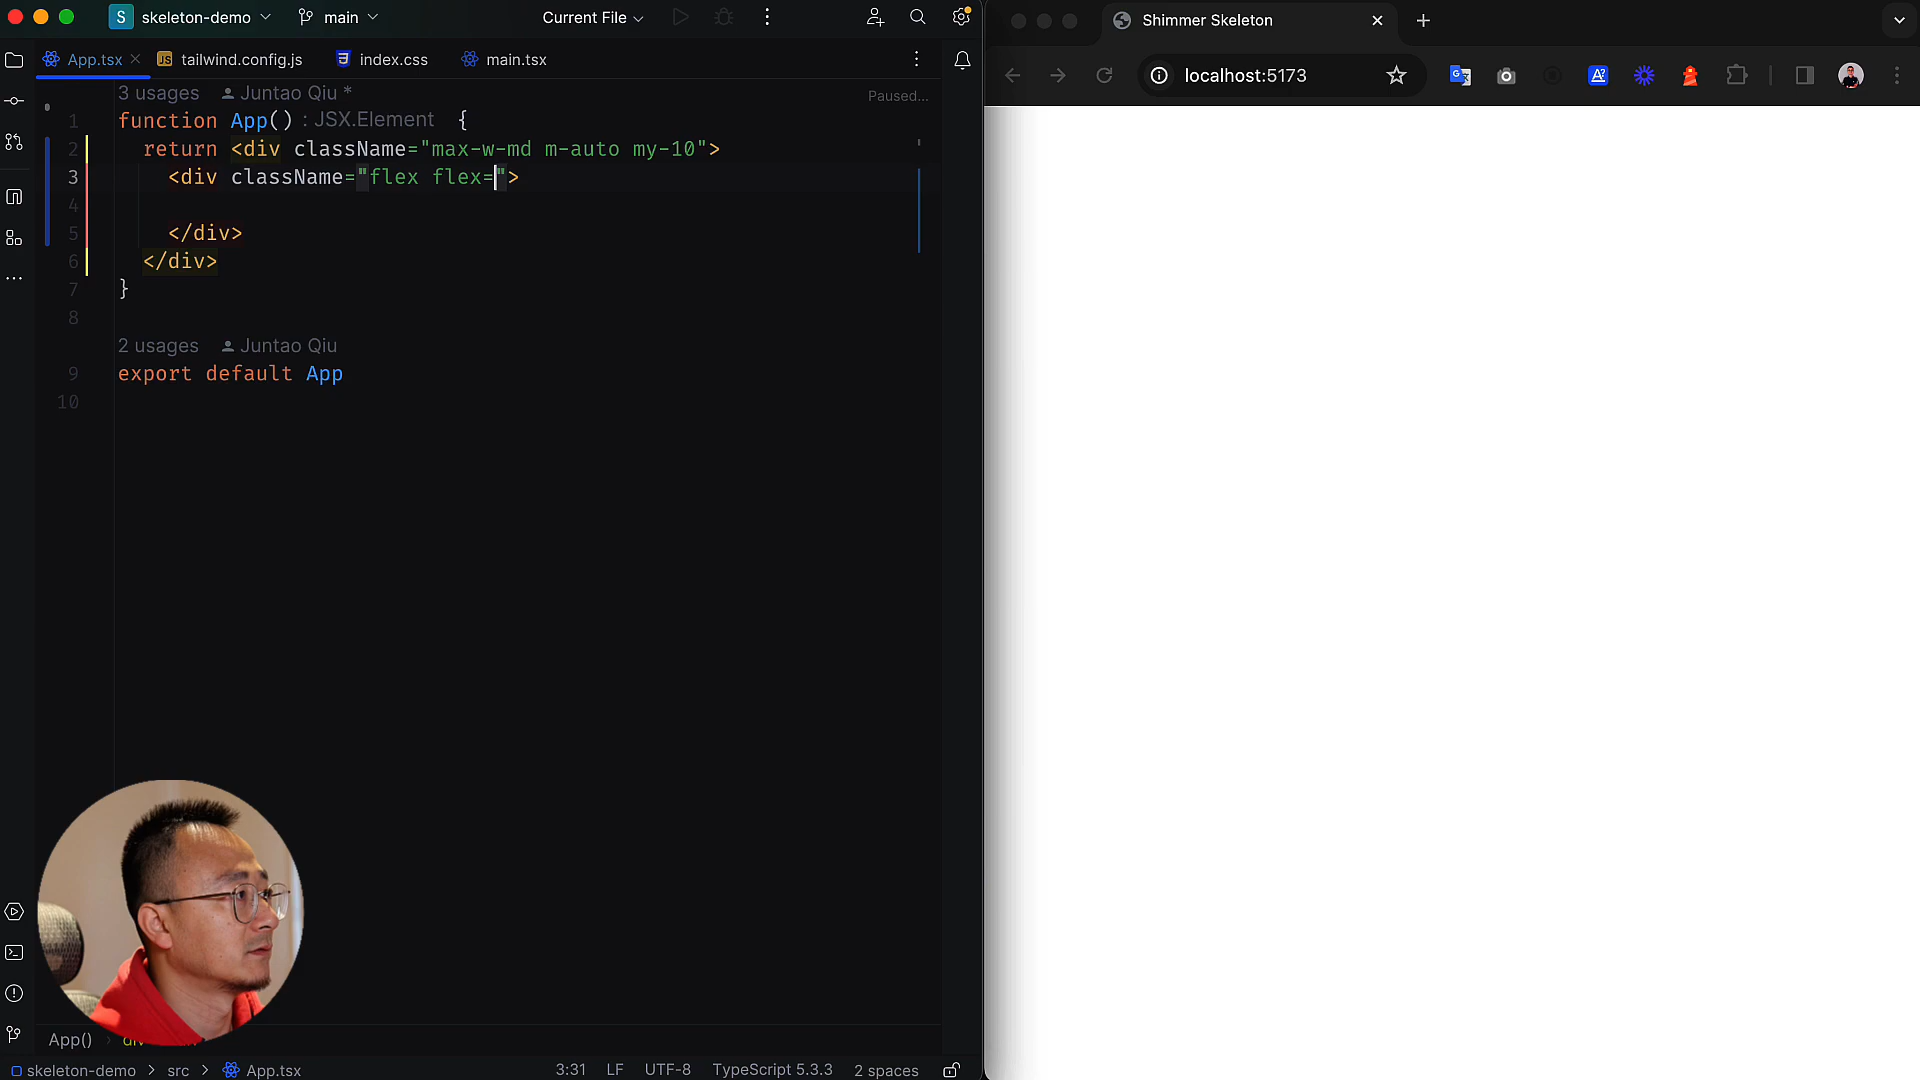 S skeleton-demo main Current File
Shimmer Skeleton
App.tsx JS tailwind.config.js index.css main.tsx
localhost:5173
3 usages Juntao Qiu *
Paused...
1 function App() : JSX.Element {
2 return <div className="max-w-md m-auto my-10">
3 <div className="flex flex=">
4
5 </div>
6 </div>
7 }
8
2 usages Juntao Qiu
9 export default App
10
App() > div
skeleton-demo > src > App.tsx 3:31 LF UTF-8 TypeScript 5.3.3 2 spaces